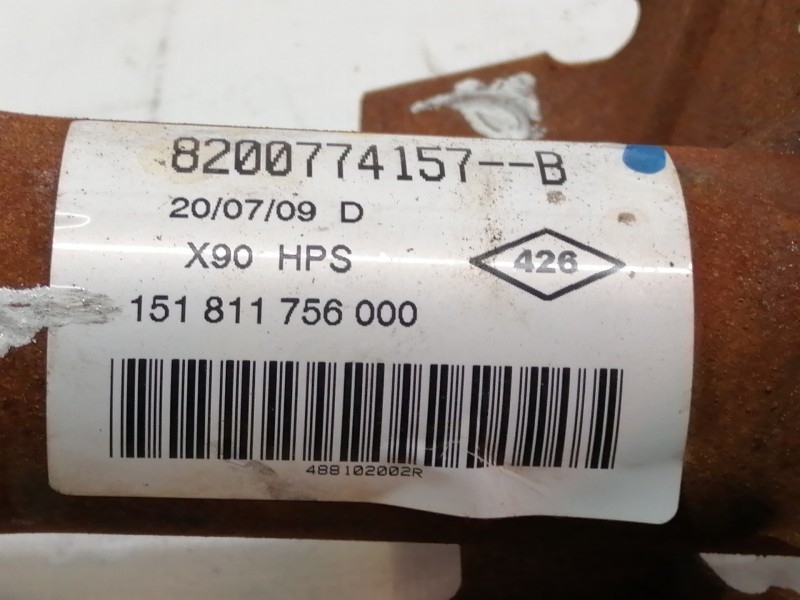 8200774157--B
20/07/09 D
X90 HPS
426
151 811 756 000
488102002R